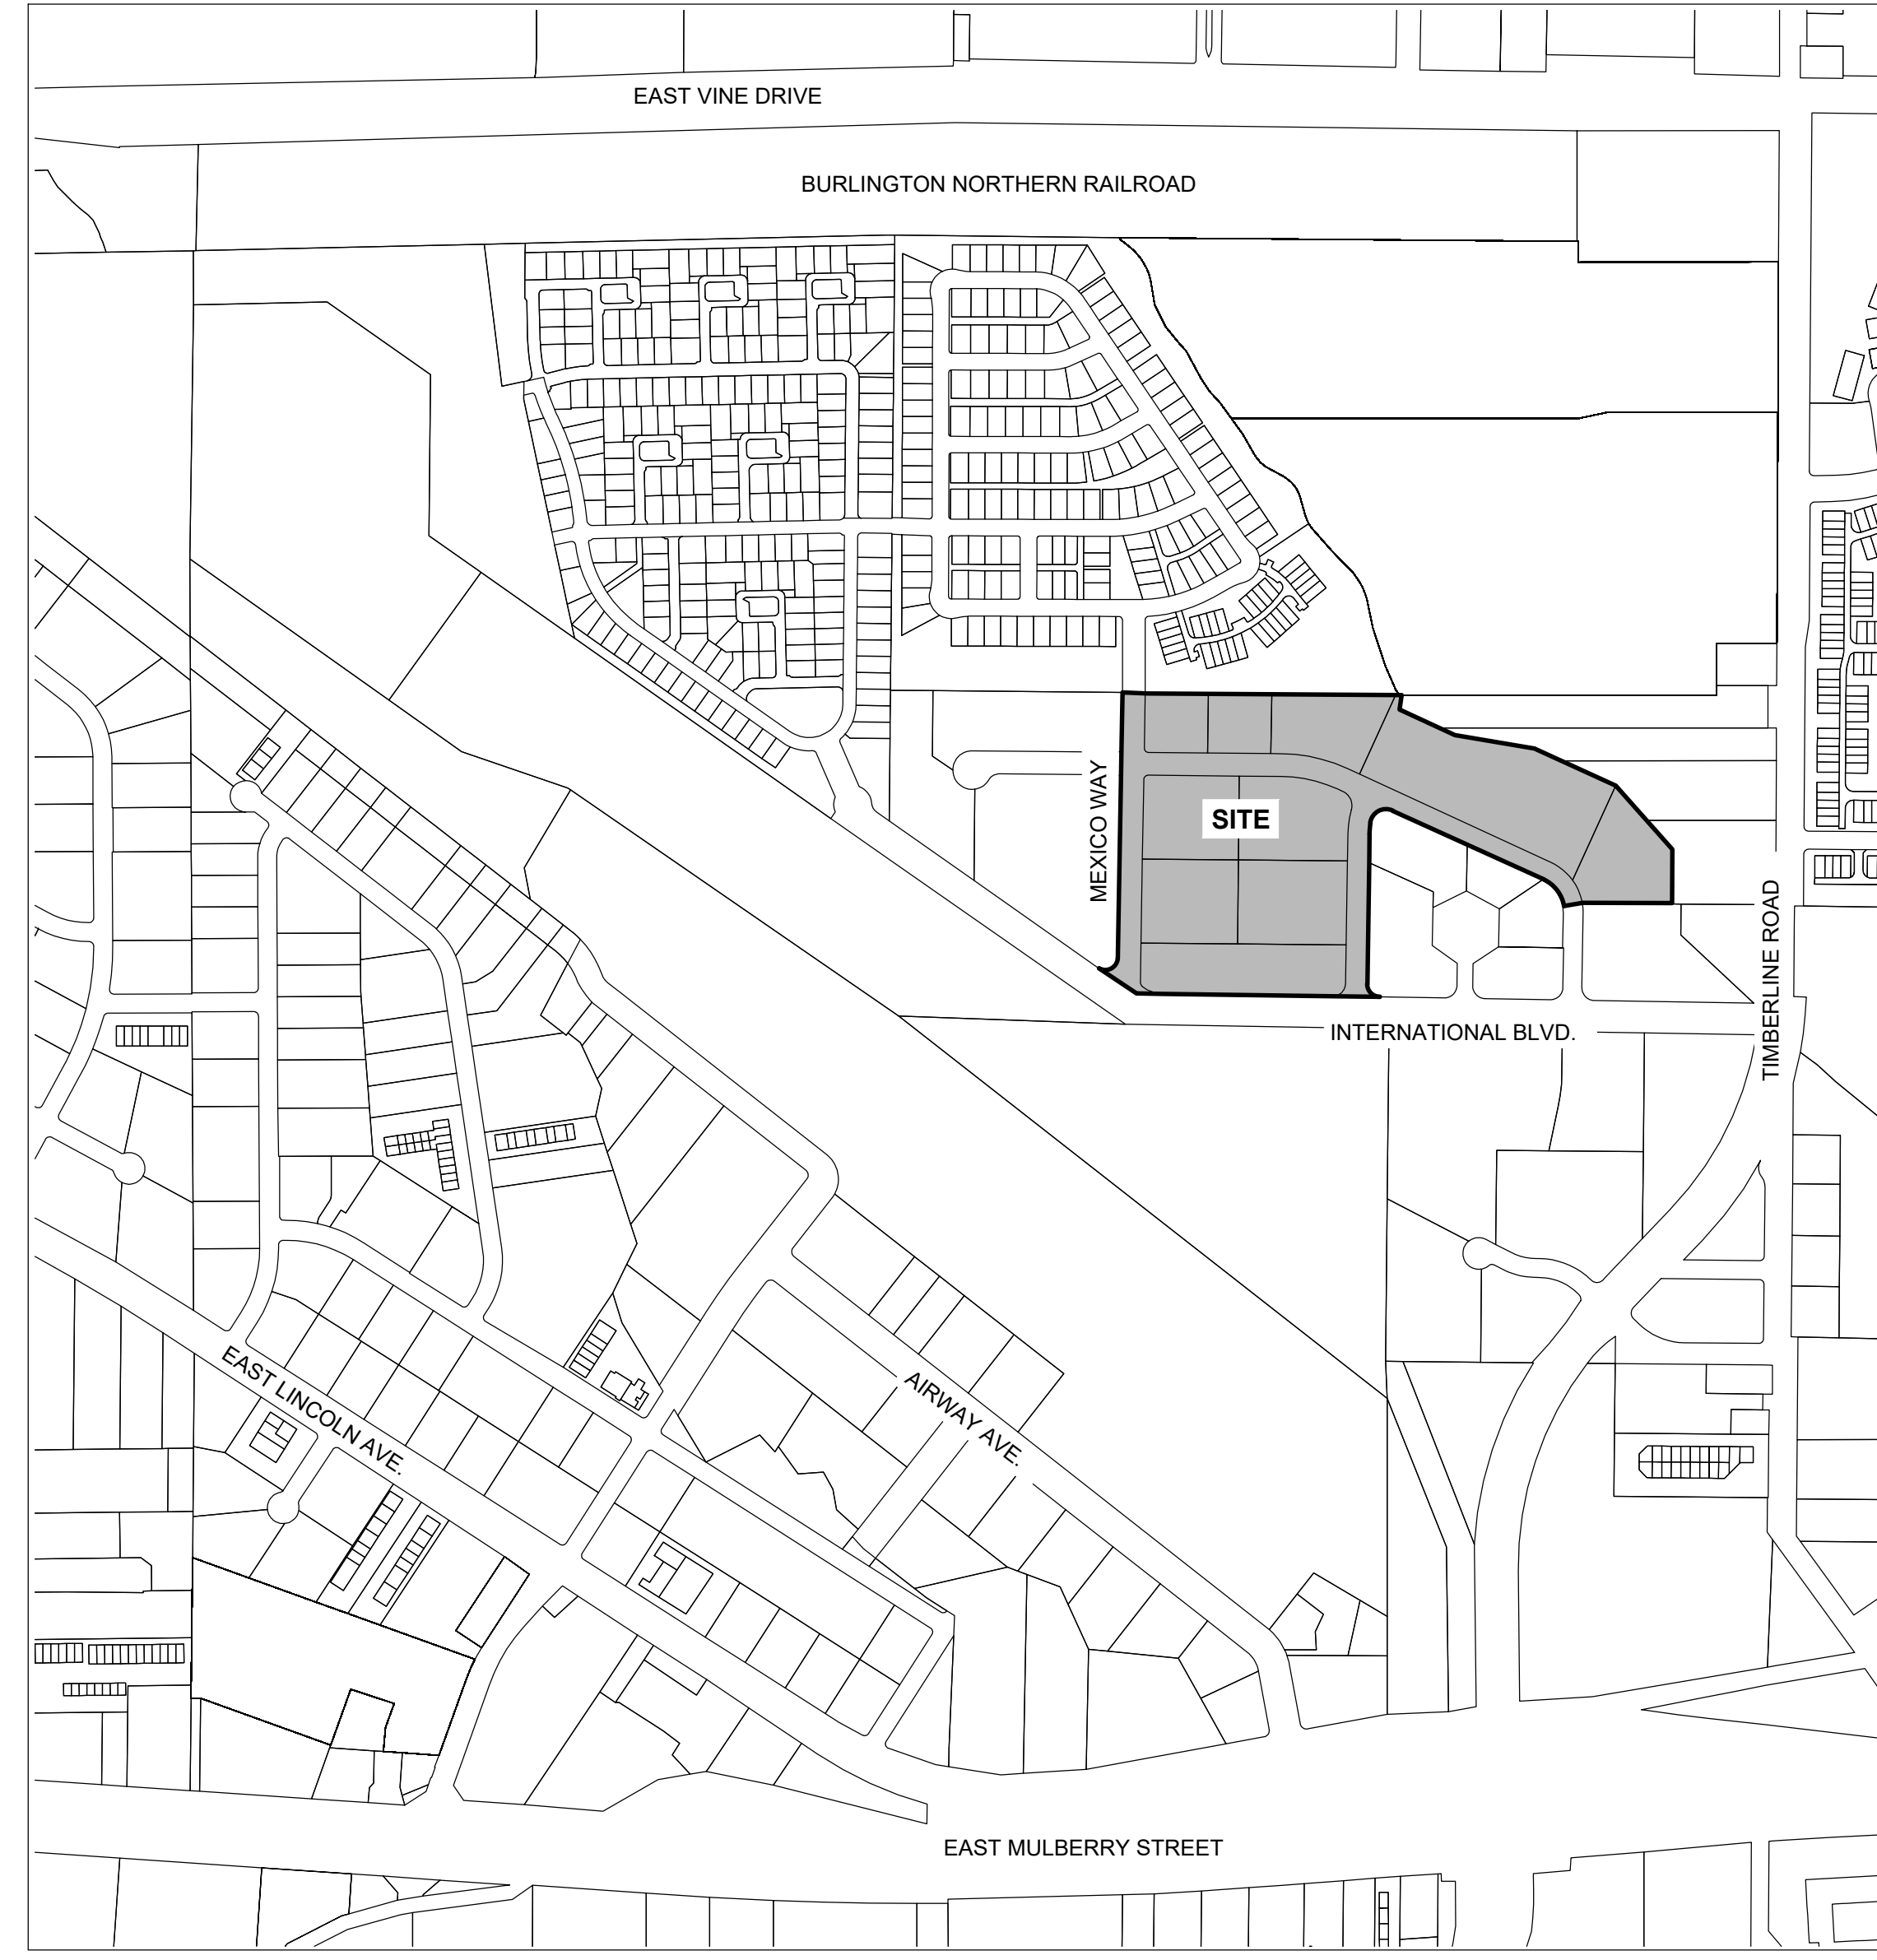 EAST VINE DRIVE
BURLINGTON NORTHERN RAILROAD
MEXICO WAY
SITE
TIMBERLINE ROAD
INTERNATIONAL BLVD.
EAST LINCOLN AVE.
AIRWAY AVE.
EAST MULBERRY STREET